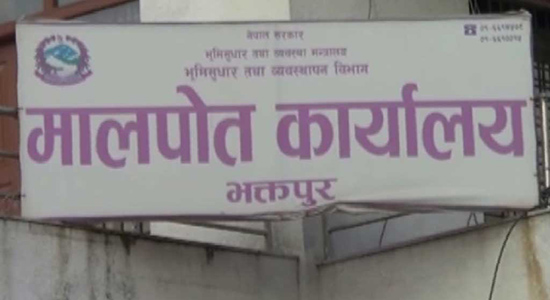 नेपाल सरकार
भूमिसुधार तथा व्यवस्था मन्त्रालय
भूमिसुधार तथा व्यवस्थापन विभाग
मालपोत कार्यालय
भक्तपुर